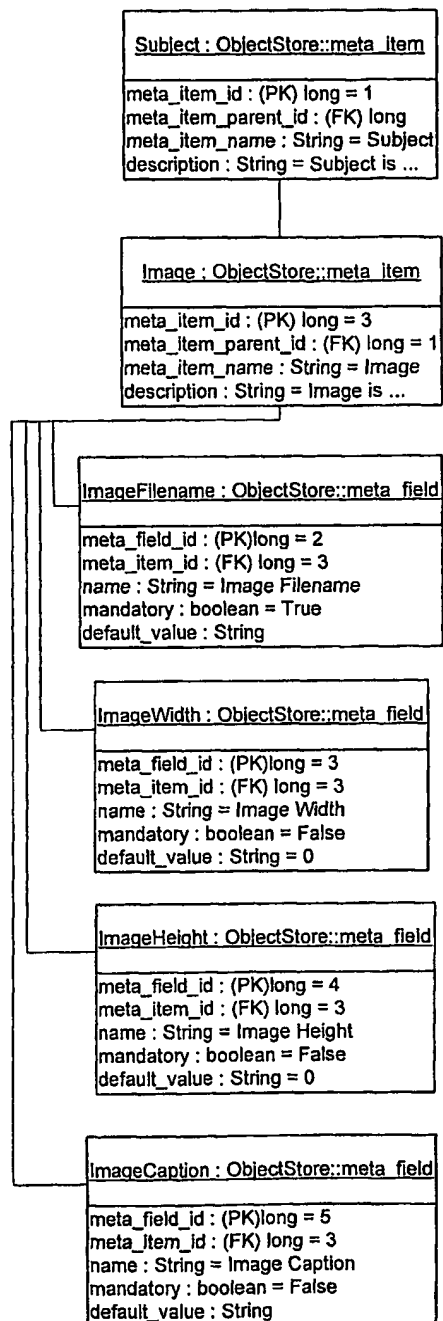 Subject : ObjectStore::meta_item
meta_item_id : (PK) long = 1
meta_item_parent_id : (FK) long
meta_item_name : String = Subject
description : String = Subject is ...
Image : ObjectStore::meta_item
meta_item_id : (PK) long = 3
meta_item_parent_id : (FK) long = 1
meta_item_name : String = Image
description : String = Image is ...
ImageFilename : ObjectStore::meta_field
meta_field_id : (PK)long = 2
meta_item_id : (FK) long = 3
name : String = Image Filename
mandatory : boolean = True
default_value : String
ImageWidth : ObjectStore::meta_field
meta_field_id : (PK)long = 3
meta_item_id : (FK) long = 3
name : String = Image Width
mandatory : boolean = False
default_value : String = 0
ImageHeight : ObjectStore::meta_field
meta_field_id : (PK)long = 4
meta_item_id : (FK) long = 3
name : String = Image Height
mandatory : boolean = False
default_value : String = 0
ImageCaption : ObjectStore::meta_field
meta_field_id : (PK)long = 5
meta_item_id : (FK) long = 3
name : String = Image Caption
mandatory : boolean = False
default_value : String